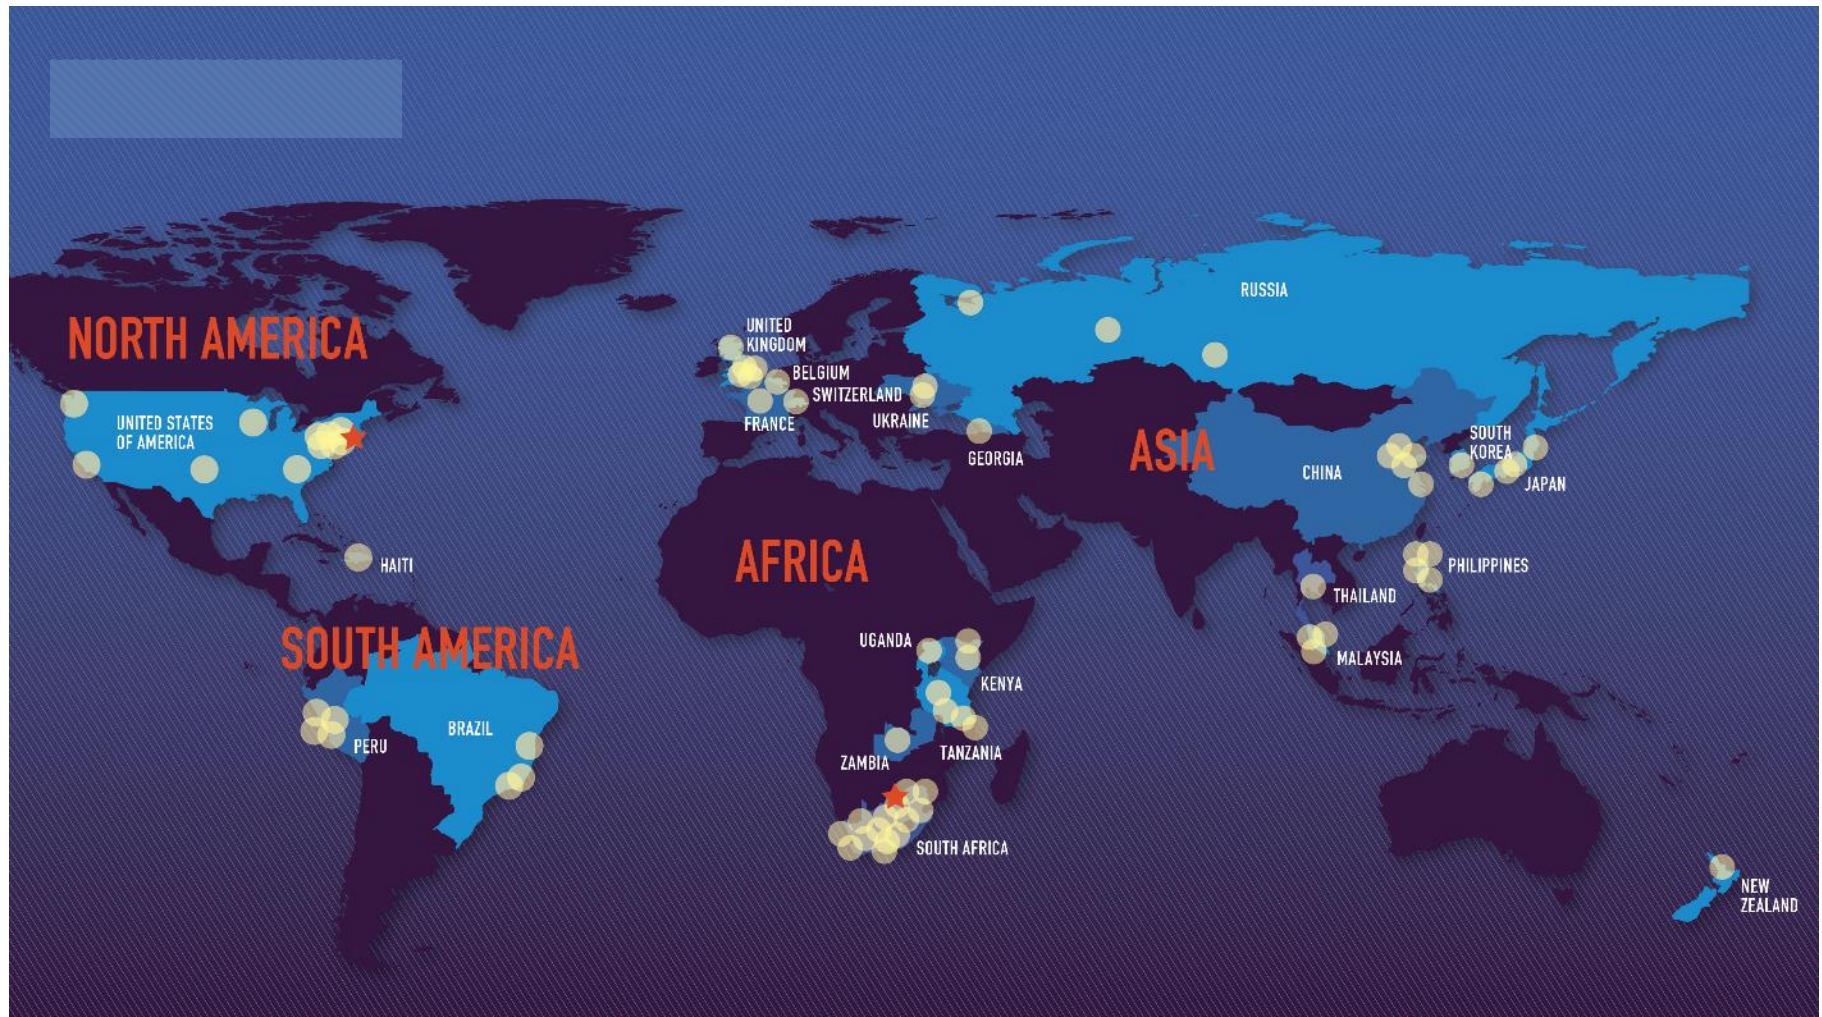 NORTH AMERICA
UNITED STATES
OF AMERICA
HAITI
SOUTH AMERICA
PERU
BRAZIL
UNITED
KINGDOM
BELGIUM
SWITZERLAND
FRANCE
UKRAINE
GEORGIA
RUSSIA
ASIA
CHINA
SOUTH
KOREA
JAPAN
PHILIPPINES
THAILAND
MALAYSIA
AFRICA
UGANDA
KENYA
TANZANIA
ZAMBIA
SOUTH AFRICA
NEW
ZEALAND